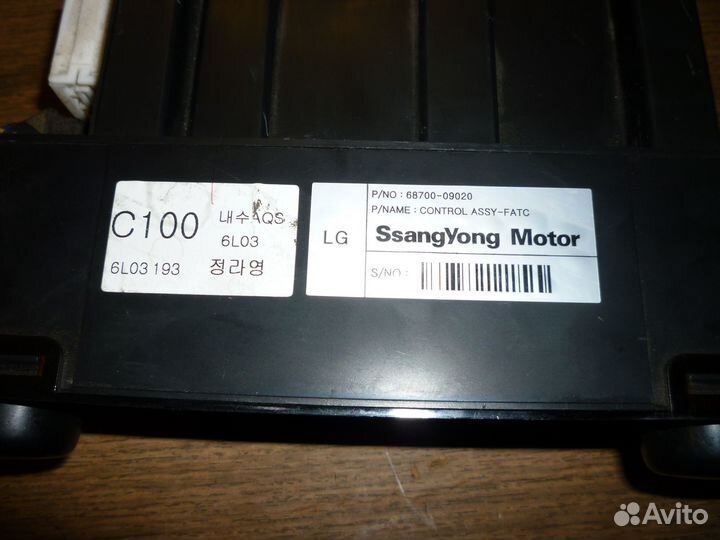 C100 내수AQS
6L03
6L03 193 정라영
LG
P/NO : 68700-09020
P/NAME : CONTROL ASSY-FATC
SsangYong Motor
S/NO :
Avito